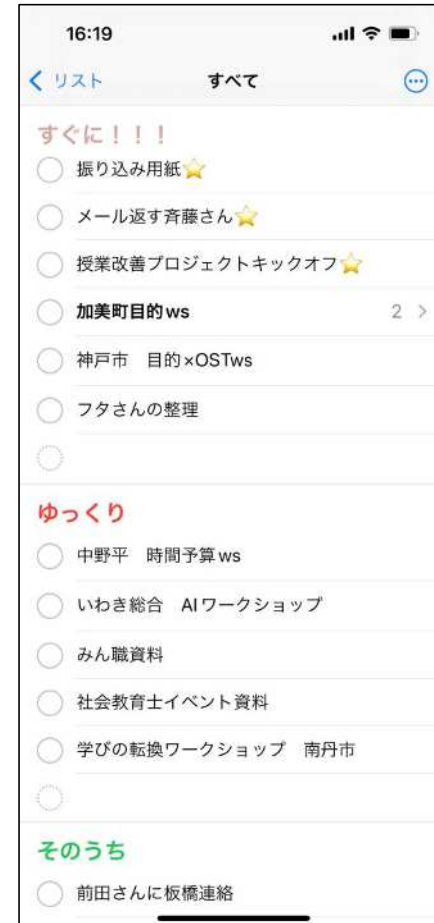 16:19
リスト
すべて
すぐに！！！
振り込み用紙⭐
メール返す斉藤さん⭐
授業改善プロジェクトキックオフ⭐
加美町目的ws 2
神戸市　目的×OSTws
フタさんの整理
ゆっくり
中野平　時間予算ws
いわき総合　AIワークショップ
みん職資料
社会教育士イベント資料
学びの転換ワークショップ　南丹市
そのうち
前田さんに板橋連絡